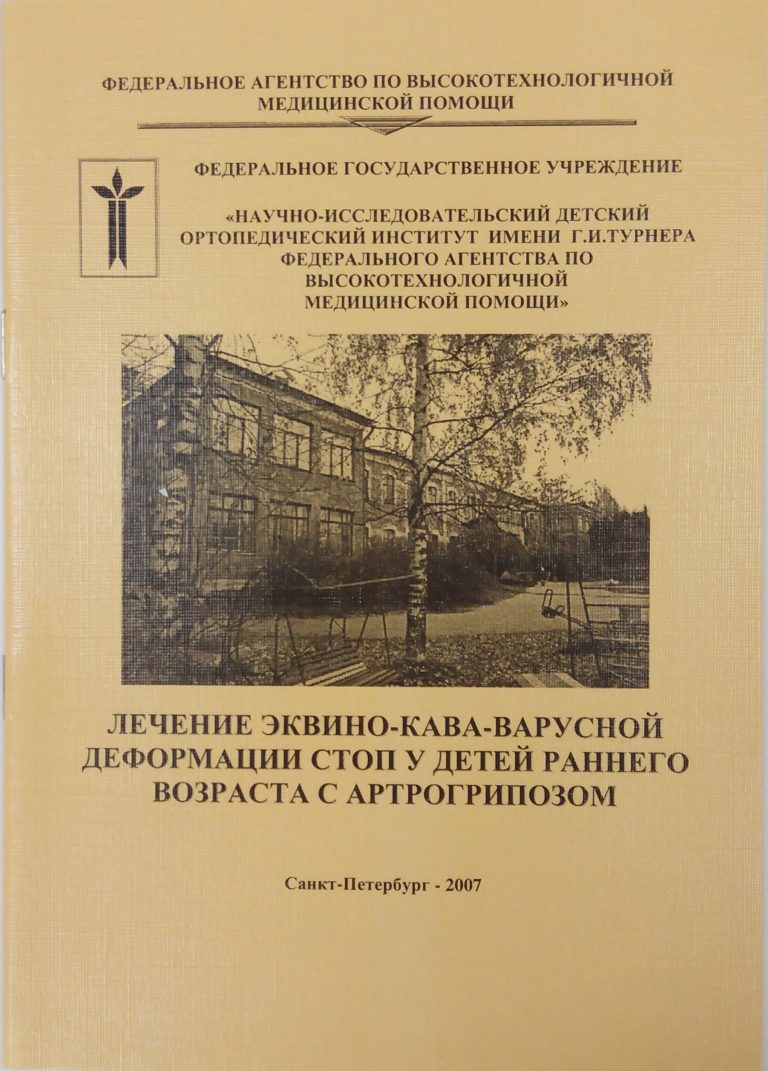 ФЕДЕРАЛЬНОЕ АГЕНТСТВО ПО ВЫСОКОТЕХНОЛОГИЧНОЙ
МЕДИЦИНСКОЙ ПОМОЩИ
ФЕДЕРАЛЬНОЕ ГОСУДАРСТВЕННОЕ УЧРЕЖДЕНИЕ
«НАУЧНО-ИССЛЕДОВАТЕЛЬСКИЙ ДЕТСКИЙ
ОРТОПЕДИЧЕСКИЙ ИНСТИТУТ ИМЕНИ Г.И.ТУРНЕРА
ФЕДЕРАЛЬНОГО АГЕНТСТВА ПО
ВЫСОКОТЕХНОЛОГИЧНОЙ
МЕДИЦИНСКОЙ ПОМОЩИ»
ЛЕЧЕНИЕ ЭКВИНО-КАВА-ВАРУСНОЙ
ДЕФОРМАЦИИ СТОП У ДЕТЕЙ РАННЕГО
ВОЗРАСТА С АРТРОГРИПОЗОМ
Санкт-Петербург - 2007